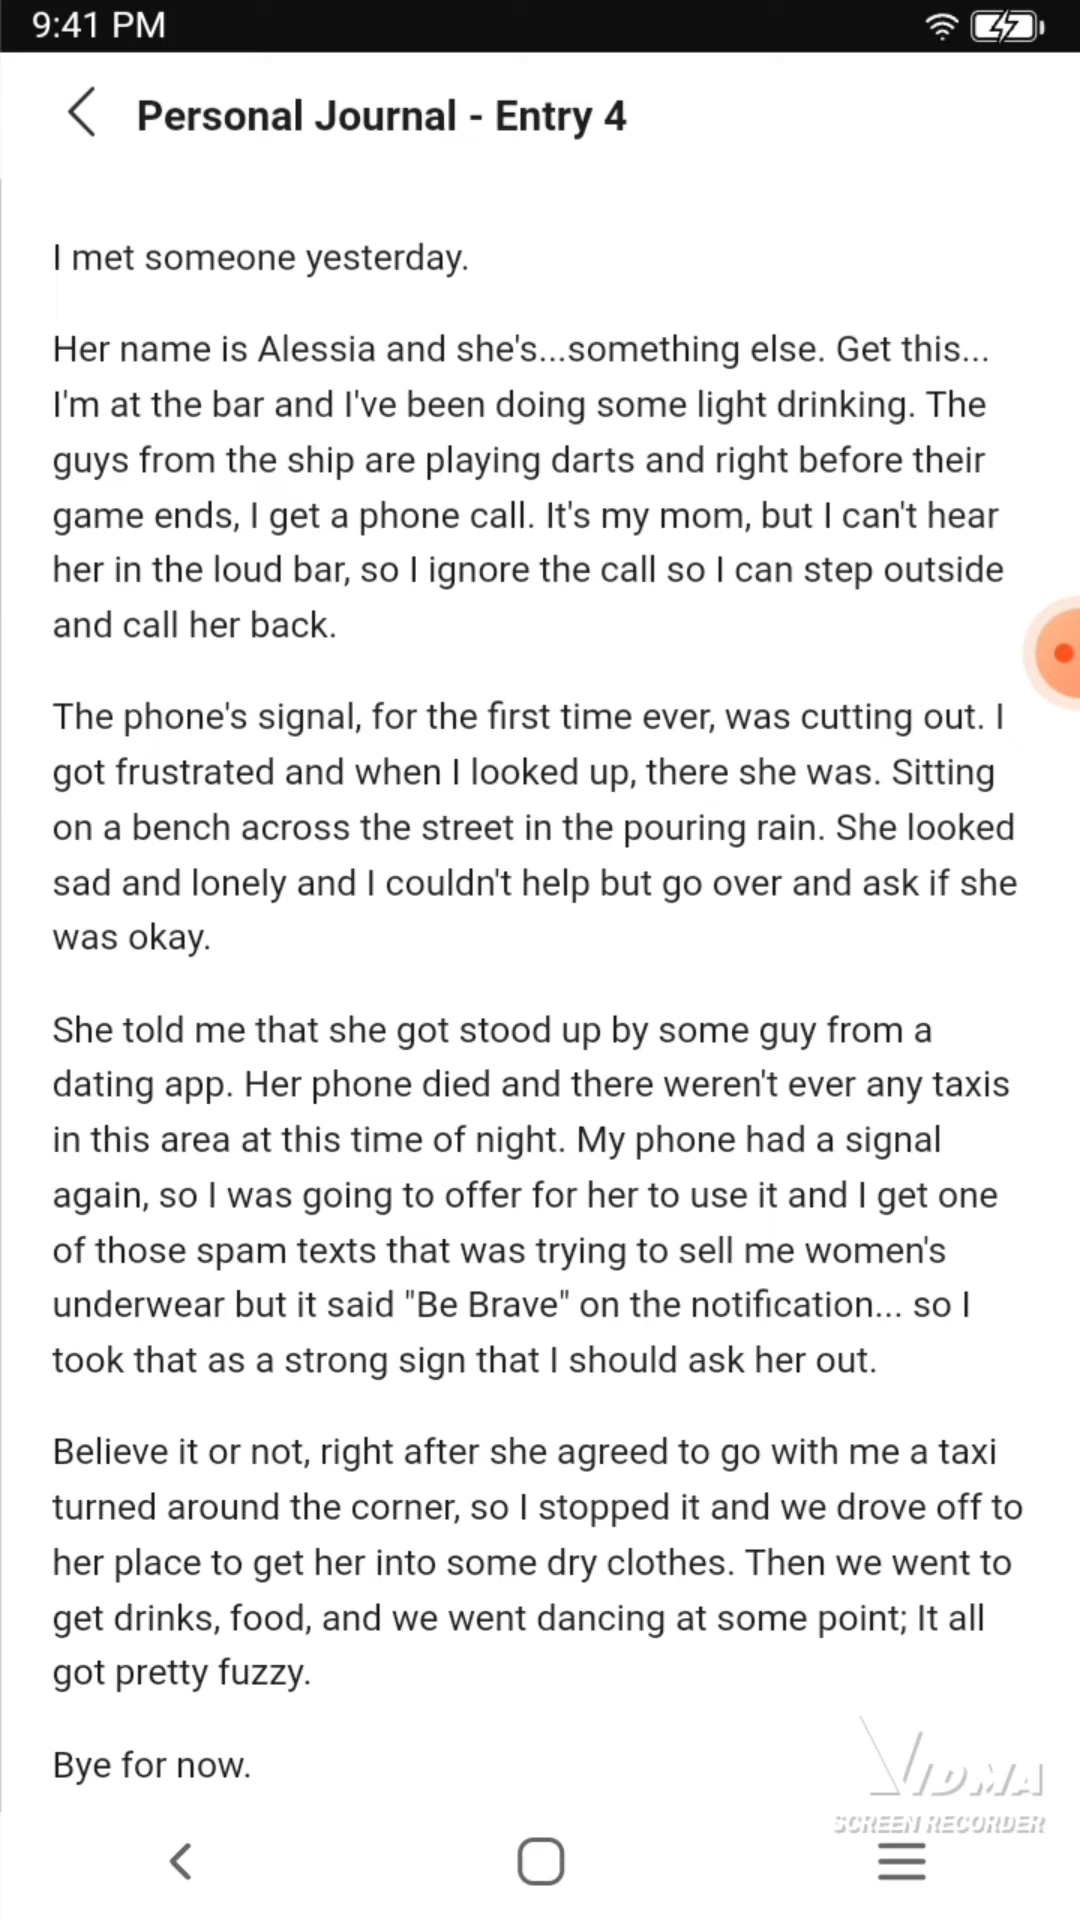 9:41 PM
Personal Journal - Entry 4
I met someone yesterday.
Her name is Alessia and she's...something else. Get this...
I'm at the bar and I've been doing some light drinking. The
guys from the ship are playing darts and right before their
game ends, I get a phone call. It's my mom, but I can't hear
her in the loud bar, so I ignore the call so I can step outside
and call her back.
The phone's signal, for the first time ever, was cutting out. I
got frustrated and when I looked up, there she was. Sitting
on a bench across the street in the pouring rain. She looked
sad and lonely and I couldn't help but go over and ask if she
was okay.
She told me that she got stood up by some guy from a
dating app. Her phone died and there weren't ever any taxis
in this area at this time of night. My phone had a signal
again, so I was going to offer for her to use it and I get one
of those spam texts that was trying to sell me women's
underwear but it said "Be Brave" on the notification... so I
took that as a strong sign that I should ask her out.
Believe it or not, right after she agreed to go with me a taxi
turned around the corner, so I stopped it and we drove off to
her place to get her into some dry clothes. Then we went to
get drinks, food, and we went dancing at some point; It all
got pretty fuzzy.
Bye for now.
VIDMA
SCREEN RECORDER